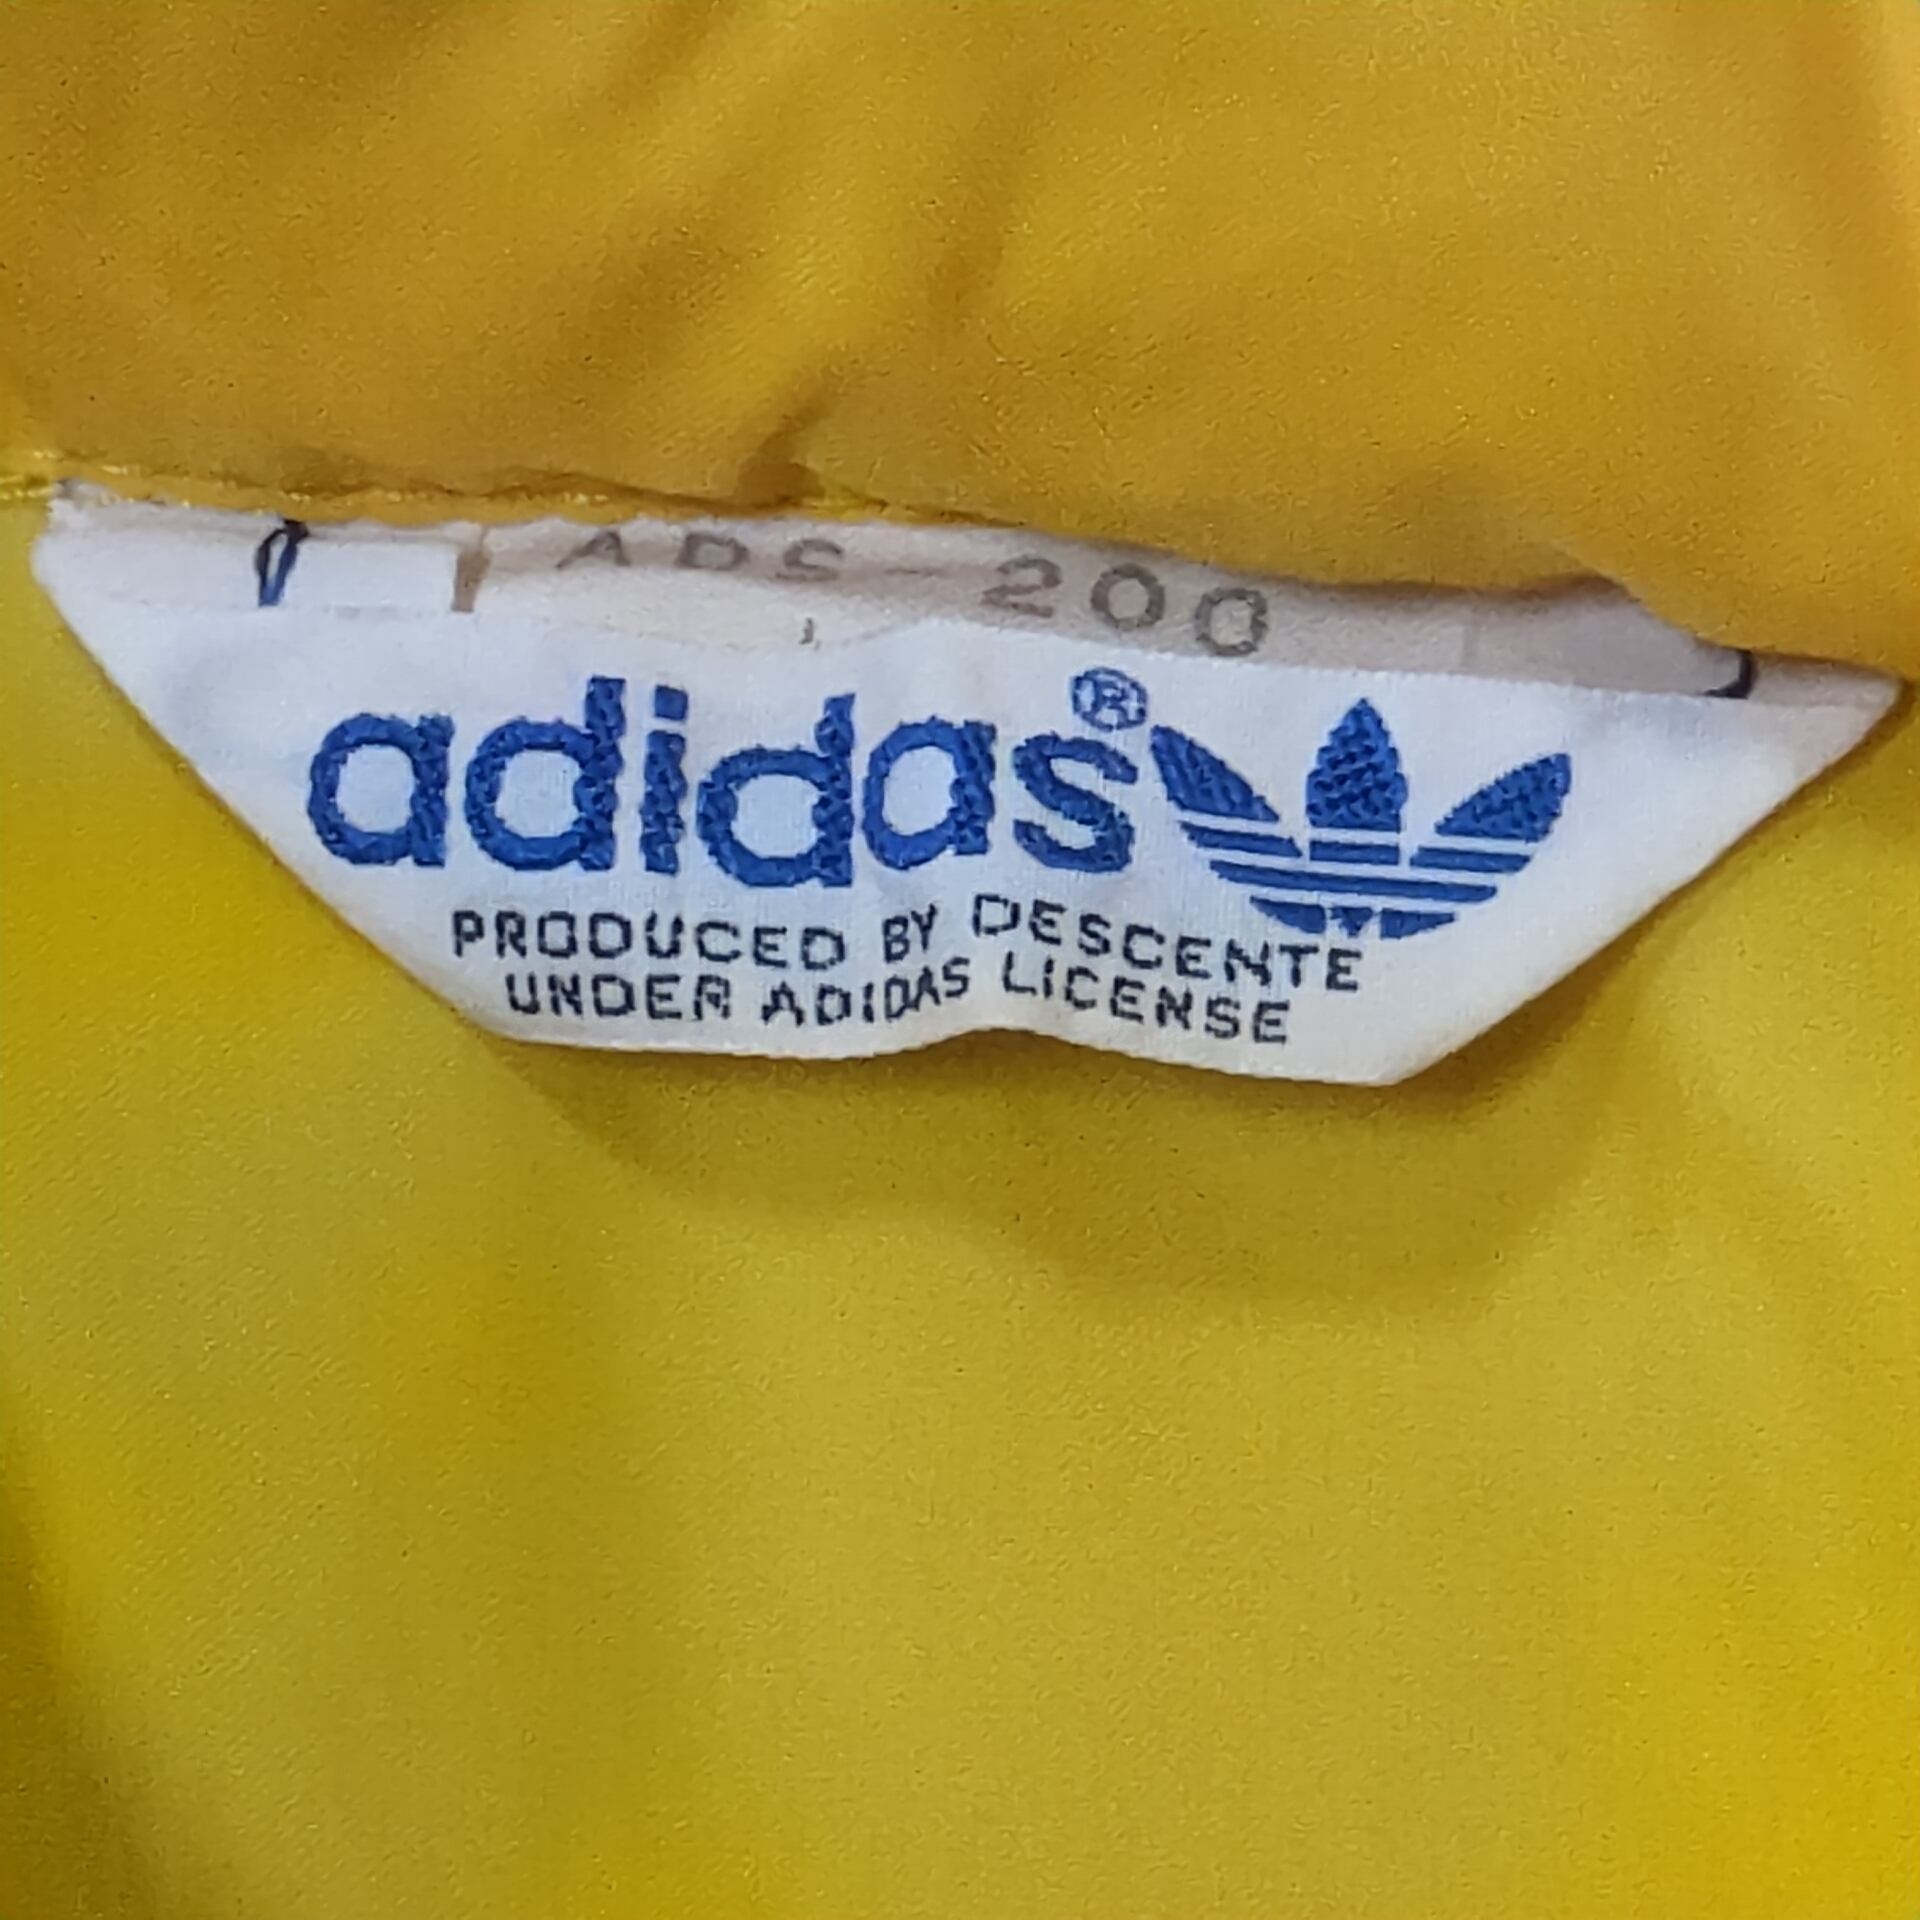 ADS-200
adidas®
PRODUCED BY DESCENTE
UNDER ADIDAS LICENSE